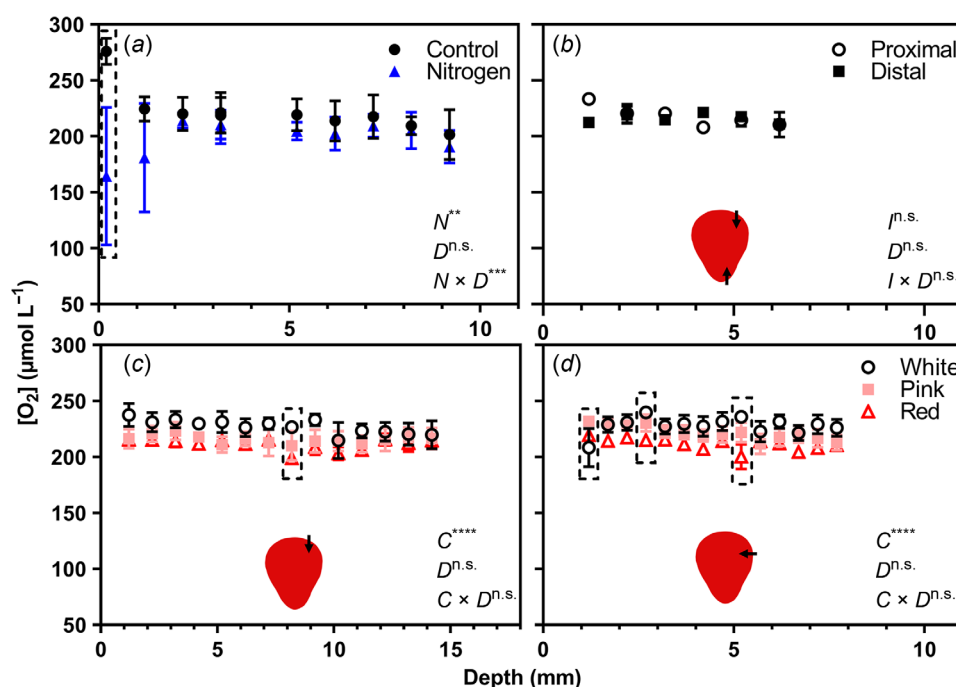 300
250
200
150
100
50
(a)
Control
Nitrogen
N**
Dn.s.
N × D***
0
5
10
(b)
Proximal
Distal
In.s.
Dn.s.
I × Dn.s.
0
5
10
[O2] (µmol L−1)
300
250
200
150
100
50
(c)
C****
Dn.s.
C × Dn.s.
0
5
10
15
(d)
White
Pink
Red
C****
Dn.s.
C × Dn.s.
0
5
10
Depth (mm)